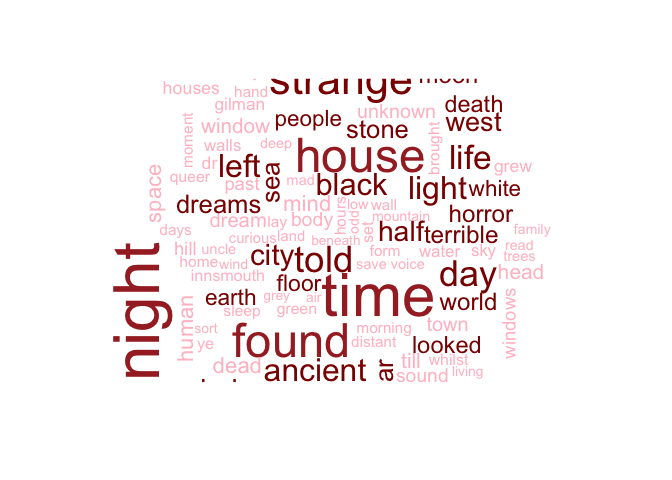 strange
moon
houses
hand
gilman
unknown
death
window
people
stone
west
moment
walls
deep
brought
house
dr
left
life
grew
queer
sea
mad
black
light
white
space
past
dreams
mind
hours
low
wall
dream
lay
body
odd
mountain
horror
days
curious
land
set
half
terrible
family
hill
uncle
beneath
form
water
sky
read
home
wind
city
told
save
voice
trees
innsmouth
floor
day
head
night
earth
grey
air
time
world
sleep
green
human
sort
found
morning
town
windows
ye
distant
looked
dead
ancient
ar
till
whilst
sound
living